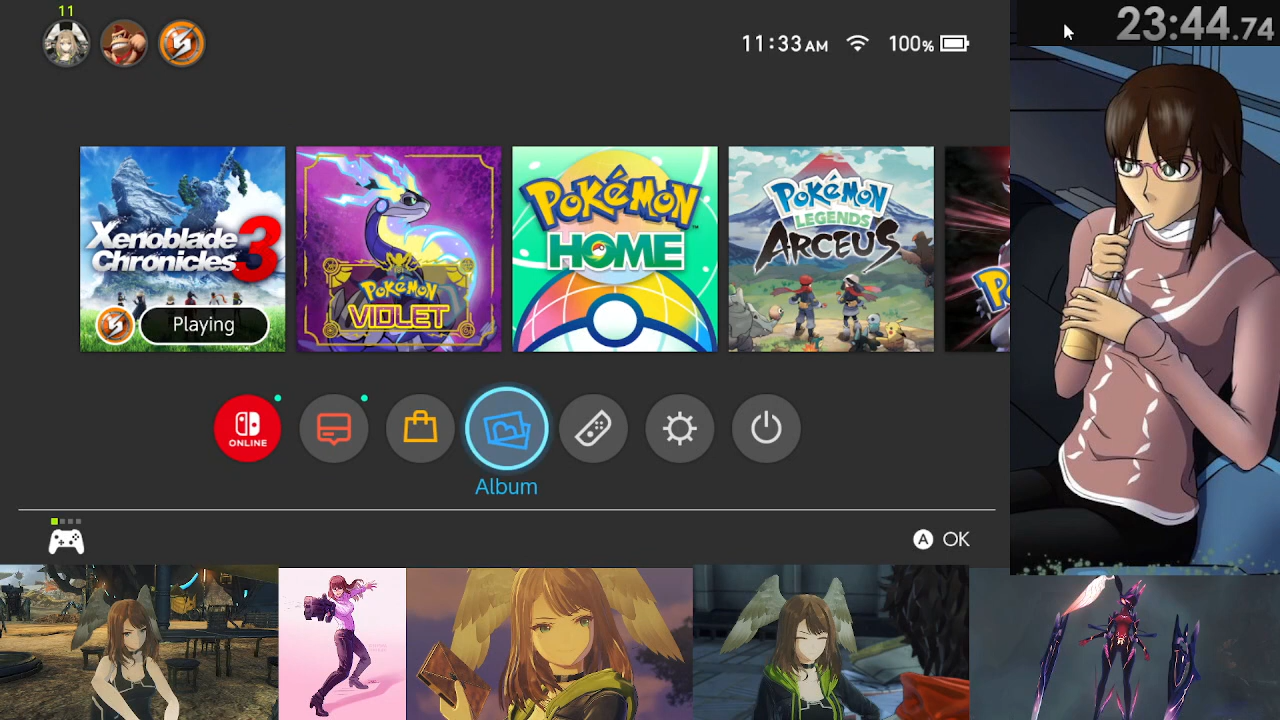 11
11:33 AM
100%
23:44.74
Xenoblade
Chronicles 3
Playing
Pokémon
VIOLET
Pokémon
HOME
Pokémon
LEGENDS
ARCEUS
ONLINE
Album
A OK